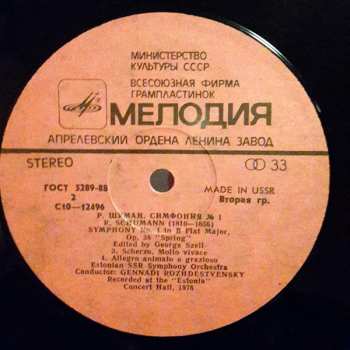 МИНИСТЕРСТВО
КУЛЬТУРЫ СССР
ВСЕСОЮЗНАЯ ФИРМА
ГРАМПЛАСТИНОК
МЕЛОДИЯ
АПРЕЛЕВСКИЙ ОРДЕНА ЛЕНИНА ЗАВОД
STEREO 33
ГОСТ 5289-88 MADE IN USSR
2 Вторая гр.
C10—12496
Р. ШУМАН. СИМФОНИЯ № 1
R. SCHUMANN (1810—1856)
SYMPHONY No. 1 in B Flat Major,
Op. 38 "Spring"
Edited by George Szell
3. Scherzo. Molto vivace
4. Allegro animato e grazioso
Estonian SSR Symphony Orchestra
Conductor: GENNADI ROZHDESTVENSKY
Recorded at the "Estonia"
Concert Hall, 1978